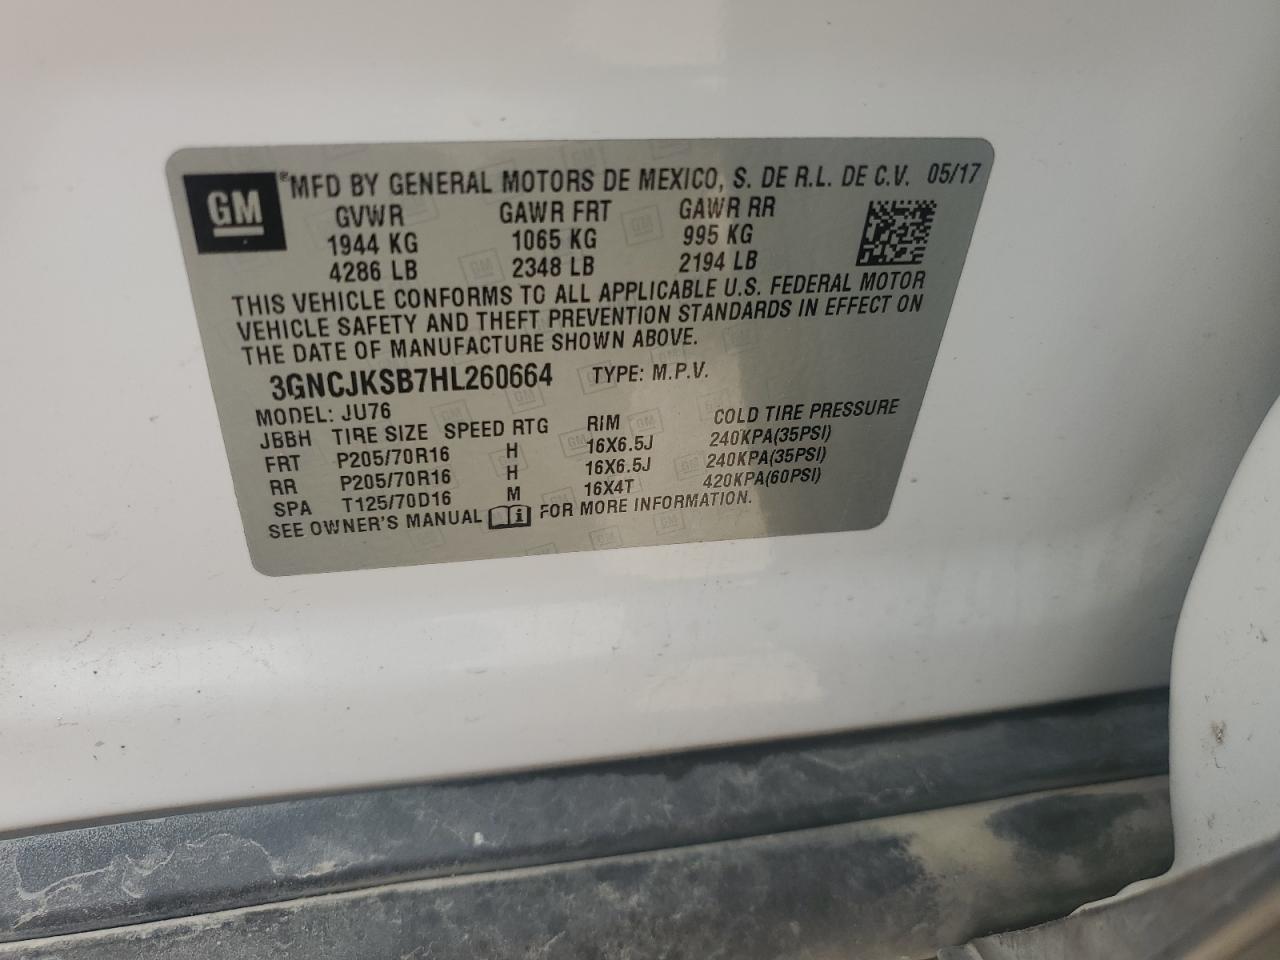 GM
®MFD BY GENERAL MOTORS DE MEXICO, S. DE R.L. DE C.V. 05/17
GVWR GAWR FRT GAWR RR
1944 KG 1065 KG 995 KG
4286 LB 2348 LB 2194 LB
THIS VEHICLE CONFORMS TO ALL APPLICABLE U.S. FEDERAL MOTOR
VEHICLE SAFETY AND THEFT PREVENTION STANDARDS IN EFFECT ON
THE DATE OF MANUFACTURE SHOWN ABOVE.
3GNCJKSB7HL260664 TYPE: M.P.V.
MODEL: JU76
JBBH TIRE SIZE SPEED RTG RIM COLD TIRE PRESSURE
FRT P205/70R16 H 16X6.5J 240KPA(35PSI)
RR P205/70R16 H 16X6.5J 240KPA(35PSI)
SPA T125/70D16 M 16X4T 420KPA(60PSI)
SEE OWNER'S MANUAL FOR MORE INFORMATION.